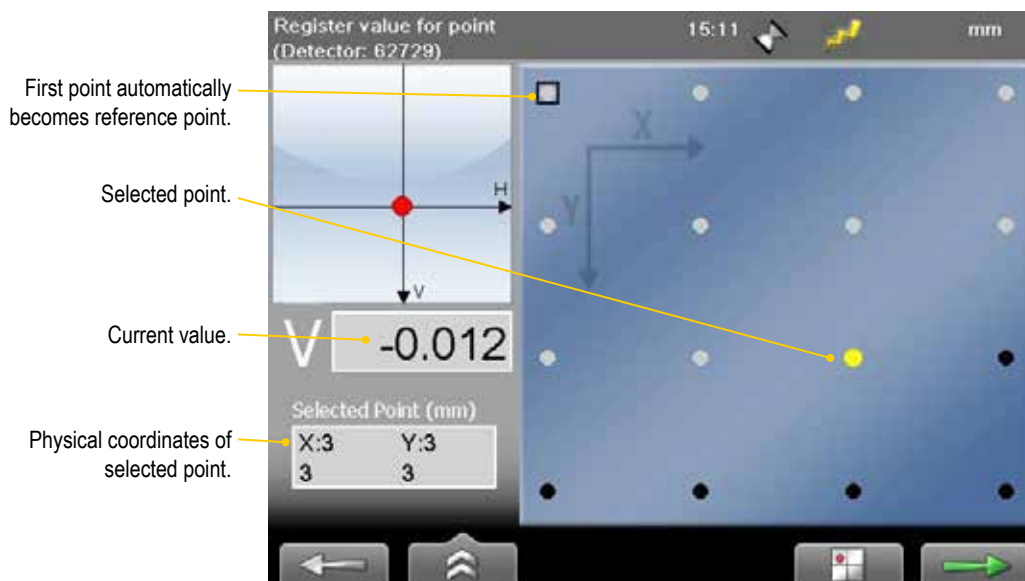 Register value for point
(Detector: 62729)
15:11
mm
First point automatically
becomes reference point.
X
H
Selected point.
Y
V
Current value.
V
-0.012
Selected Point (mm)
Physical coordinates of
selected point.
X:3 Y:3
3 3